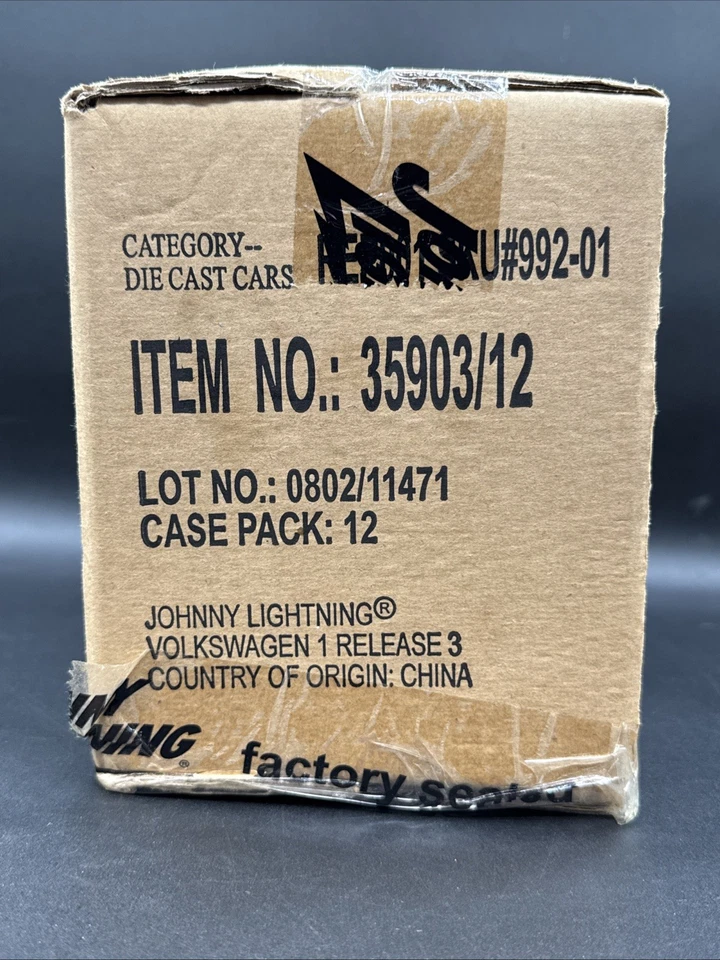 CATEGORY--
DIE CAST CARS
#992-01
ITEM NO.: 35903/12
LOT NO.: 0802/11471
CASE PACK: 12
JOHNNY LIGHTNING®
VOLKSWAGEN 1 RELEASE 3
COUNTRY OF ORIGIN: CHINA
factory sealed